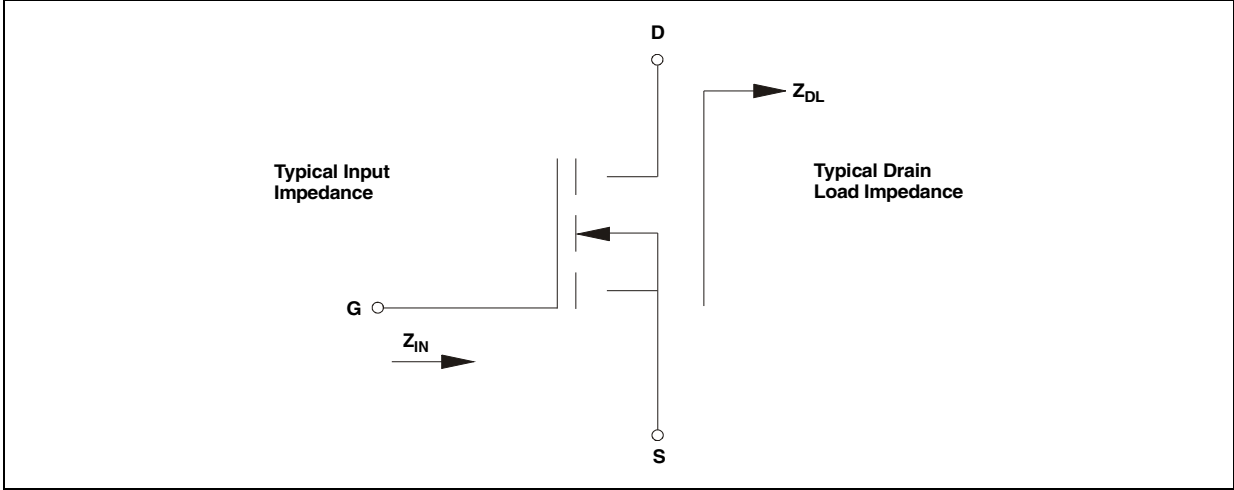 D
Z_DL
Typical Input
Impedance
Typical Drain
Load Impedance
G
Z_IN
S